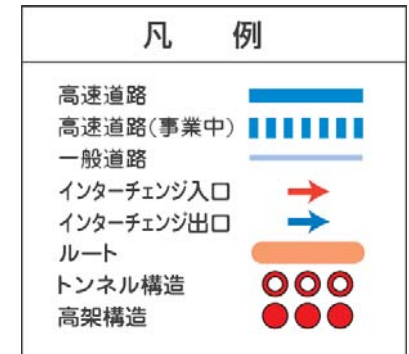 凡 例
高速道路
高速道路(事業中)
一般道路
インターチェンジ入口
インターチェンジ出口
ルート
トンネル構造
高架構造